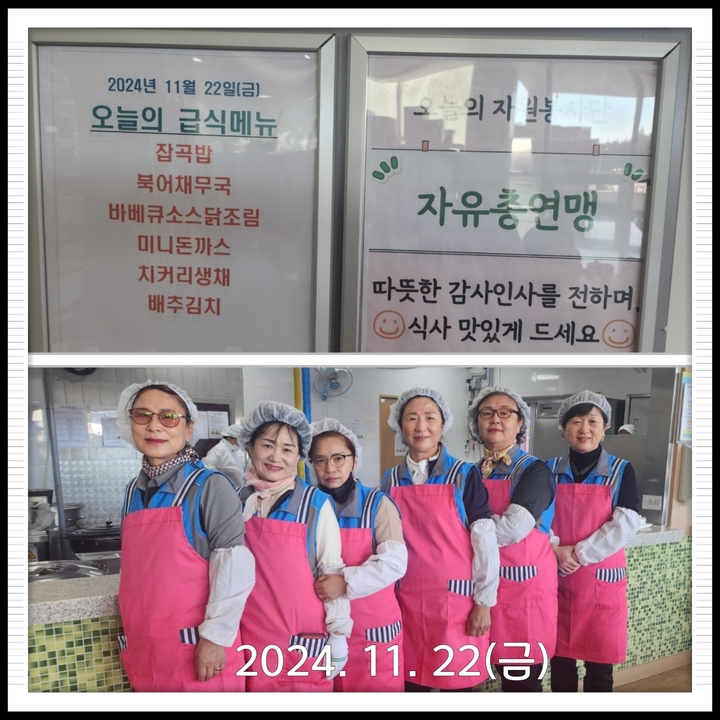 2024년 11월 22일(금)
오늘의 급식메뉴
잡곡밥
북어채무국
바베큐소스닭조림
미니돈까스
치커리생채
배추김치
오늘의 자원봉사단
자유총연맹
따뜻한 감사인사를 전하며
식사 맛있게 드세요
소금
2024. 11. 22(금)